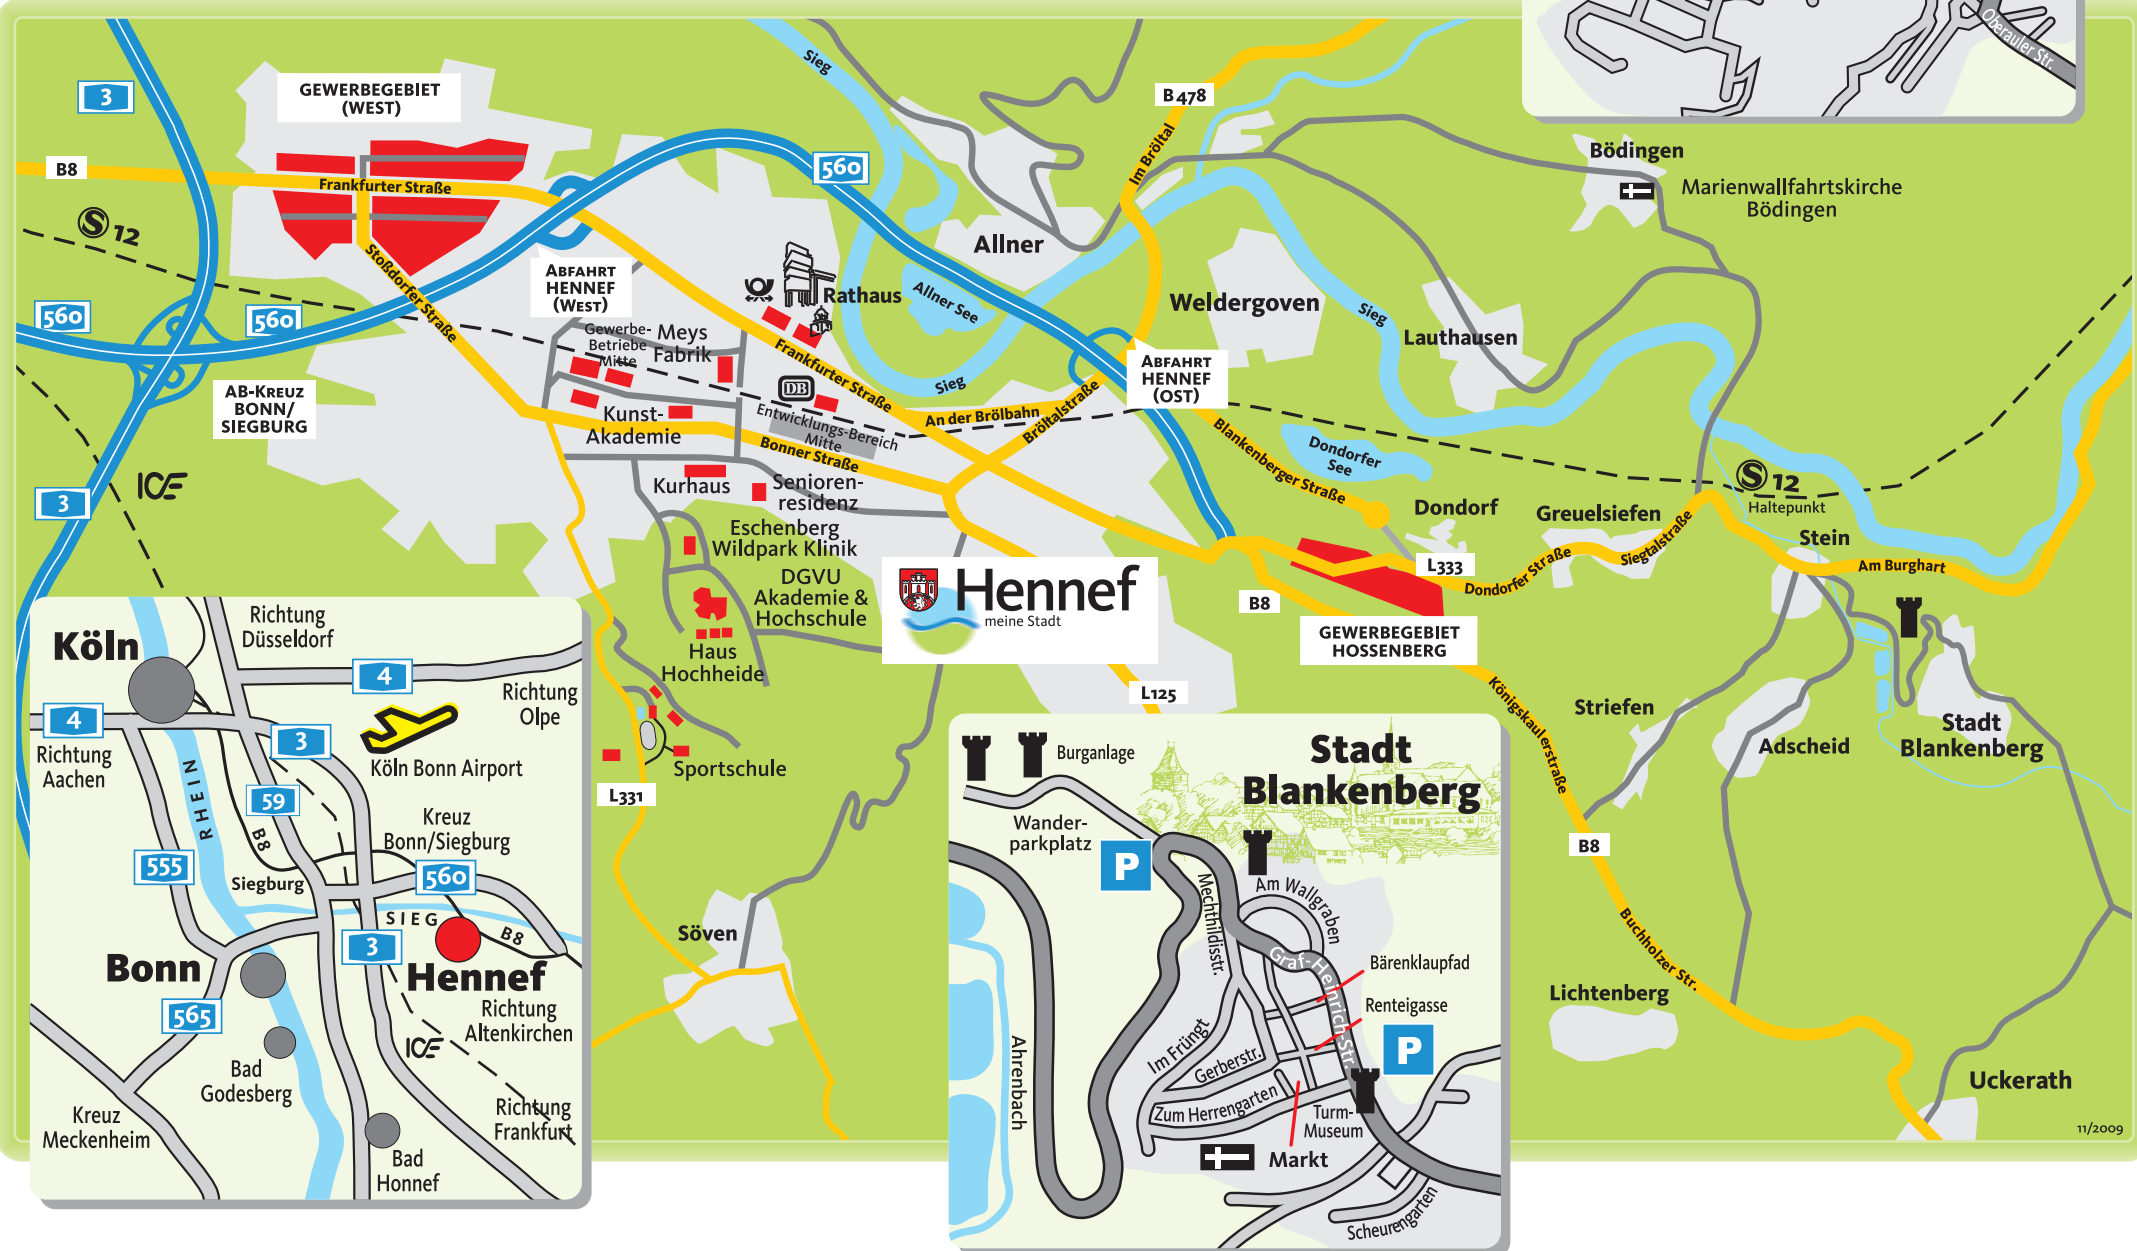 Oberauler Str.
3
GEWERBEGEBIET
(WEST)
Sieg
B 478
560
Im Bröltal
Bödingen
Marienwallfahrtskirche
Bödingen
B8
Frankfurter Straße
S 12
Stoßdorfer Straße
ABFAHRT
HENNEF
(WEST)
Rathaus
Allner
Allner See
Weldergoven
Sieg
Lauthausen
560
560
Gewerbe-
Betriebe
Mitte
Meys
Fabrik
Frankfurter Straße
DB
Sieg
ABFAHRT
HENNEF
(OST)
AB-KREUZ
BONN/
SIEGBURG
Kunst-
Akademie
Entwicklungs-Bereich
Mitte
An der Brölbahn
Bröltalstraße
Bonner Straße
Blankenberger Straße
Dondorfer
See
3
ICE
Kurhaus
Senioren-
residenz
Eschenberg
Wildpark Klinik
DGVU
Akademie &
Hochschule
Haus
Hochheide
Hennef
meine Stadt
Dondorf
Greuelsiefen
S 12
Haltepunkt
Stein
L333
Dondorfer Straße
Siegtalstraße
Am Burghart
B8
GEWERBEGEBIET
HOSSENBERG
L125
Königskaulerstraße
Striefen
Adscheid
Stadt
Blankenberg
Sportschule
L331
B8
Söven
Buchholzer Str.
Lichtenberg
Uckerath
11/2009
Köln
Richtung
Düsseldorf
4
Richtung
Olpe
4
Richtung
Aachen
3
Köln Bonn Airport
RHEIN
59
B8
Kreuz
Bonn/Siegburg
555
Siegburg
560
SIEG
3
B8
Bonn
Hennef
565
Richtung
Altenkirchen
ICE
Bad
Godesberg
Kreuz
Meckenheim
Richtung
Frankfurt
Bad
Honnef
Burganlage
Stadt
Blankenberg
Wander-
parkplatz
P
Mechthildisstr.
Am Wallgraben
Graf-Heinrich-Str.
Bärenklaupfad
Renteigasse
P
Ahrenbach
Im Früngt
Gerberstr.
Zum Herrengarten
Turm-
Museum
Markt
Scheurengarten